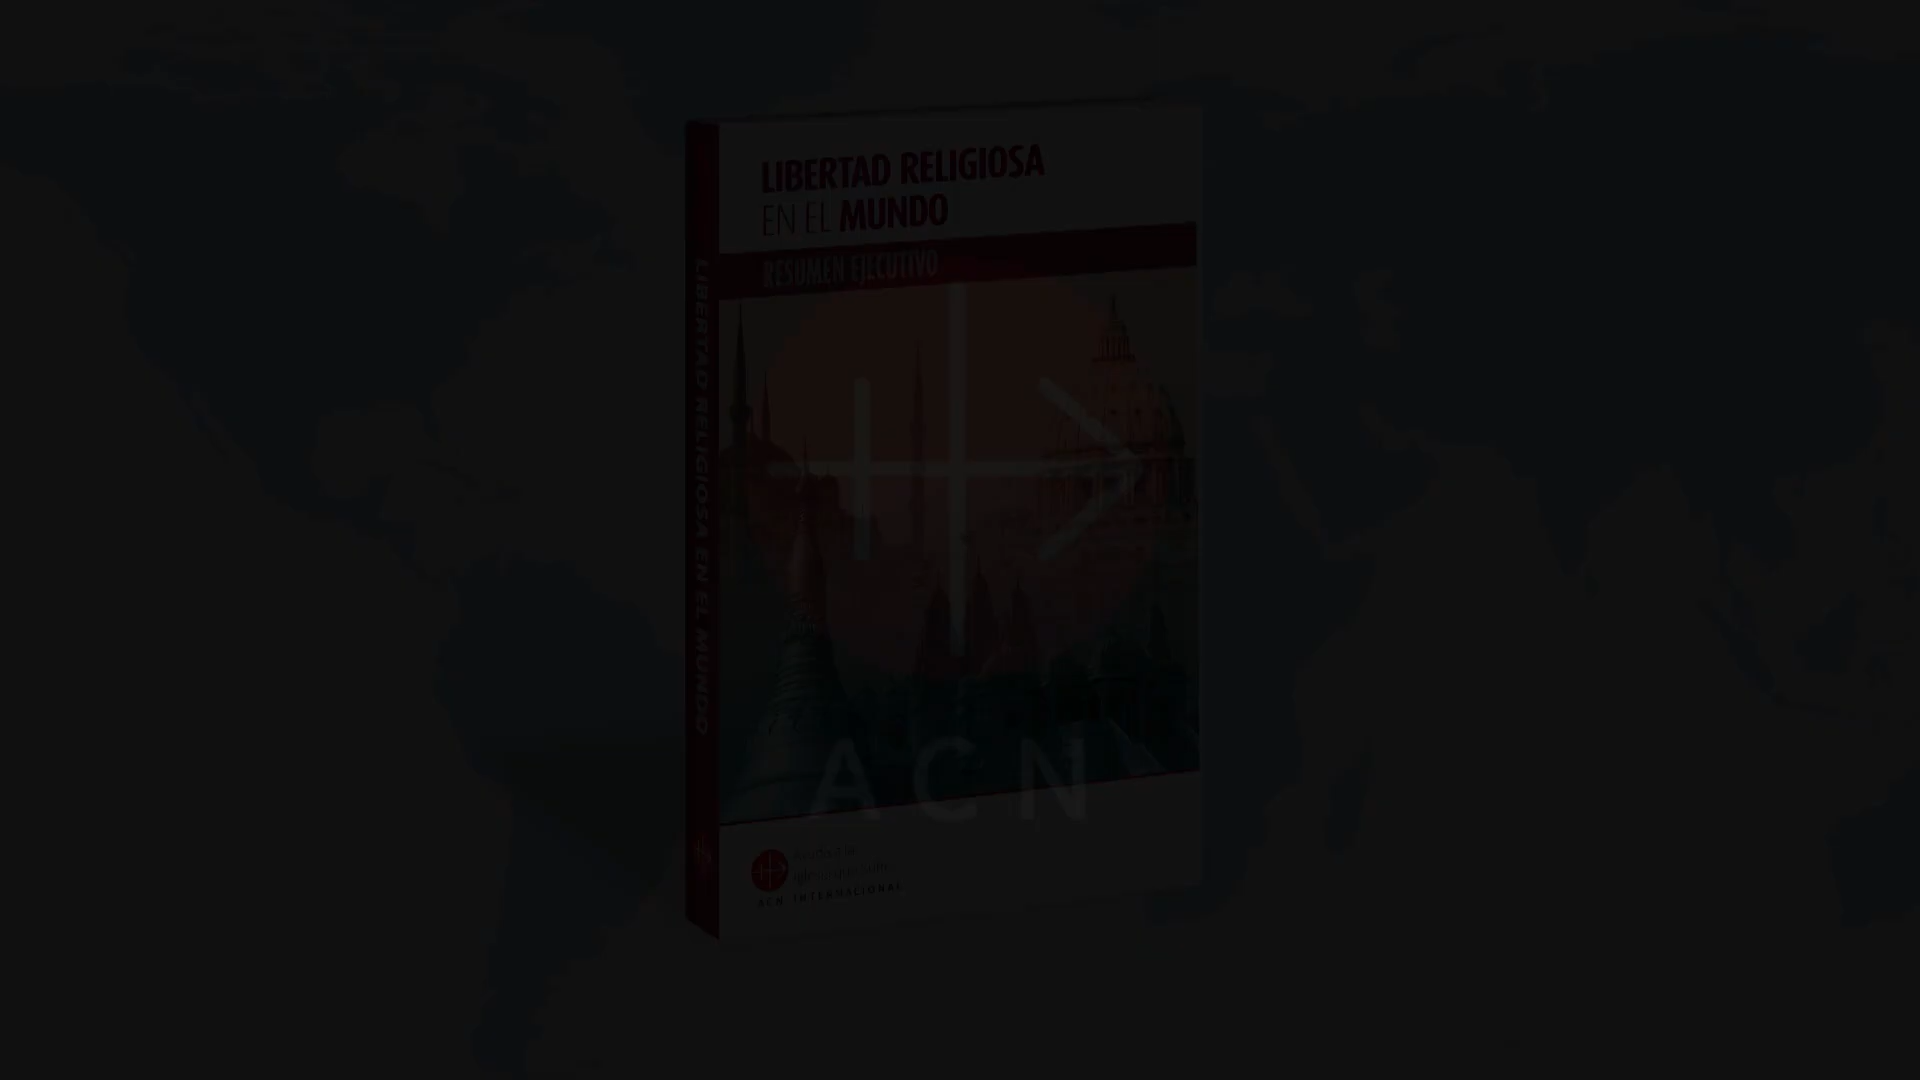 LIBERTAD RELIGIOSA
EN EL MUNDO
RESUMEN EJECUTIVO
LIBERTAD RELIGIOSA EN EL MUNDO
ACN
ACN INTERNACIONAL